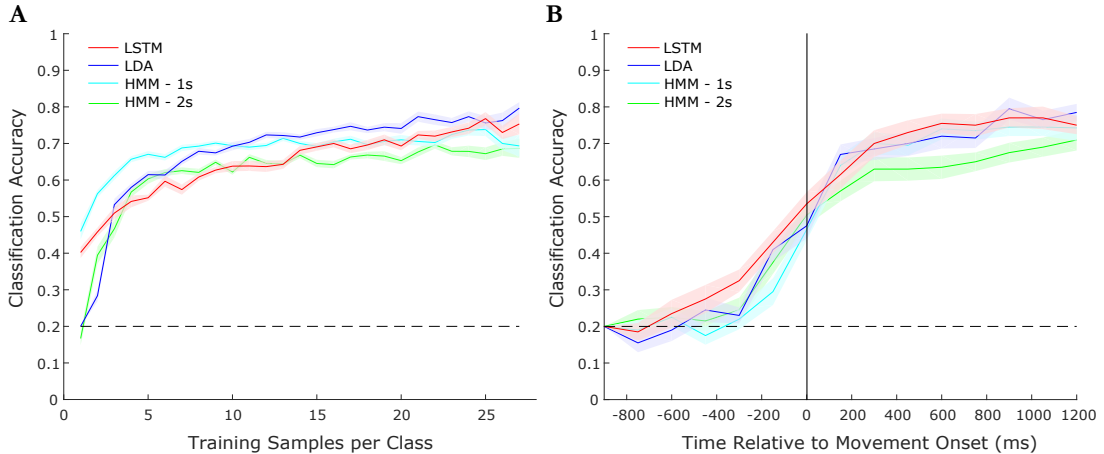 A
B
LSTM
LDA
HMM - 1s
HMM - 2s
Classification Accuracy
1
0.9
0.8
0.7
0.6
0.5
0.4
0.3
0.2
0.1
0
0
5
10
15
20
25
Training Samples per Class
LSTM
LDA
HMM - 1s
HMM - 2s
Classification Accuracy
1
0.9
0.8
0.7
0.6
0.5
0.4
0.3
0.2
0.1
0
-800
-600
-400
-200
0
200
400
600
800
1000
1200
Time Relative to Movement Onset (ms)